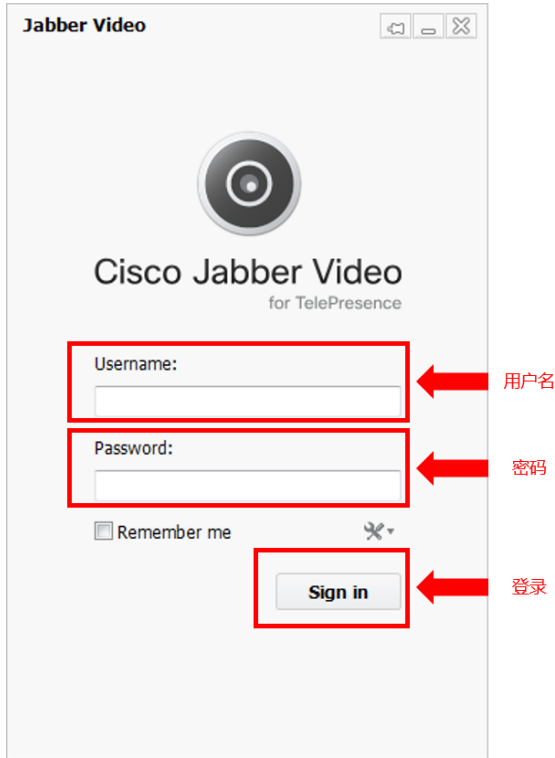 Jabber Video
Cisco Jabber Video
for TelePresence
Username:
用户名
Password:
密码
Remember me
Sign in
登录